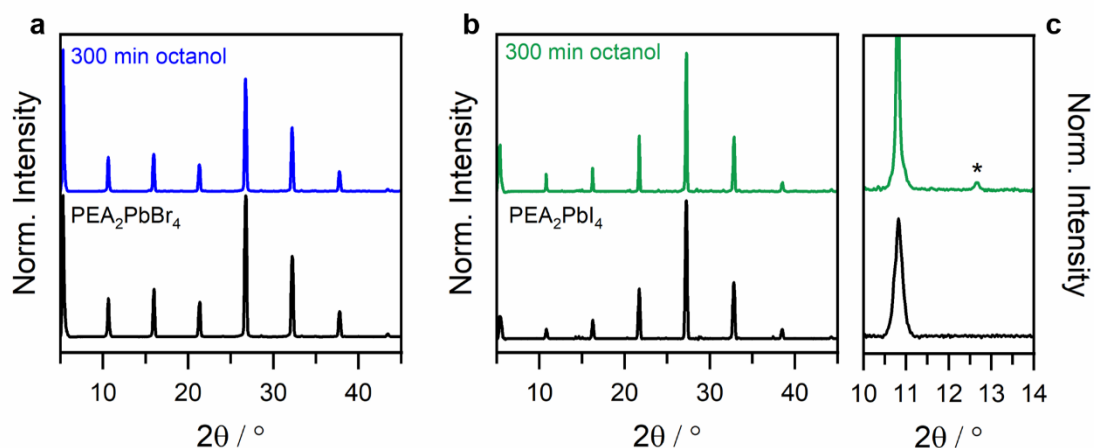 a
300 min octanol
PEA₂PbBr₄
Norm. Intensity
10 20 30 40
2θ / °
b
300 min octanol
PEA₂PbI₄
Norm. Intensity
10 20 30 40
2θ / °
c
*
Norm. Intensity
10 11 12 13 14
2θ / °